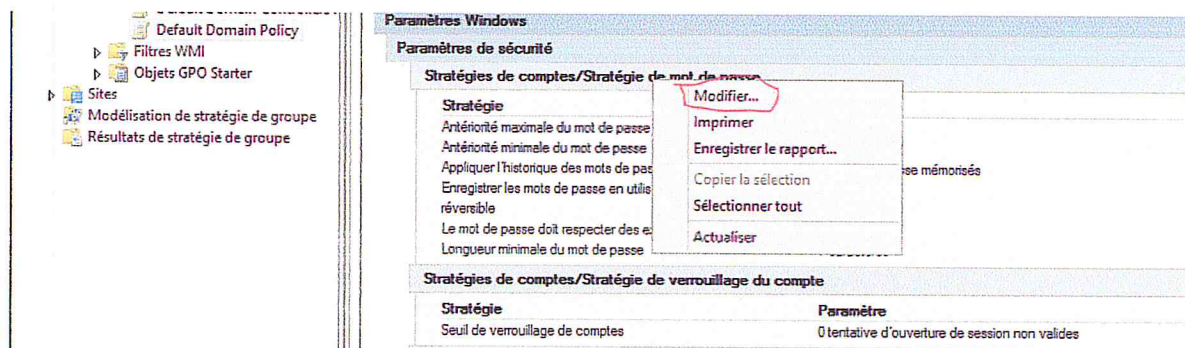 Default Domain
Default Domain Policy
Filtres WMI
Objets GPO Starter
Sites
Modélisation de stratégie de groupe
Résultats de stratégie de groupe
Paramètres Windows
Paramètres de sécurité
Stratégies de comptes/Stratégie de mot de passe
Stratégie
Antériorité maximale du mot de passe
Antériorité minimale du mot de passe
Appliquer l'historique des mots de pas
se mémorisés
Enregistrer les mots de passe en utilis
réversible
Le mot de passe doit respecter des e
Longueur minimale du mot de passe
Modifier...
Imprimer
Enregistrer le rapport...
Copier la sélection
Sélectionner tout
Actualiser
Stratégies de comptes/Stratégie de verrouillage du compte
Stratégie Paramètre
Seuil de verrouillage de comptes 0 tentative d'ouverture de session non valides